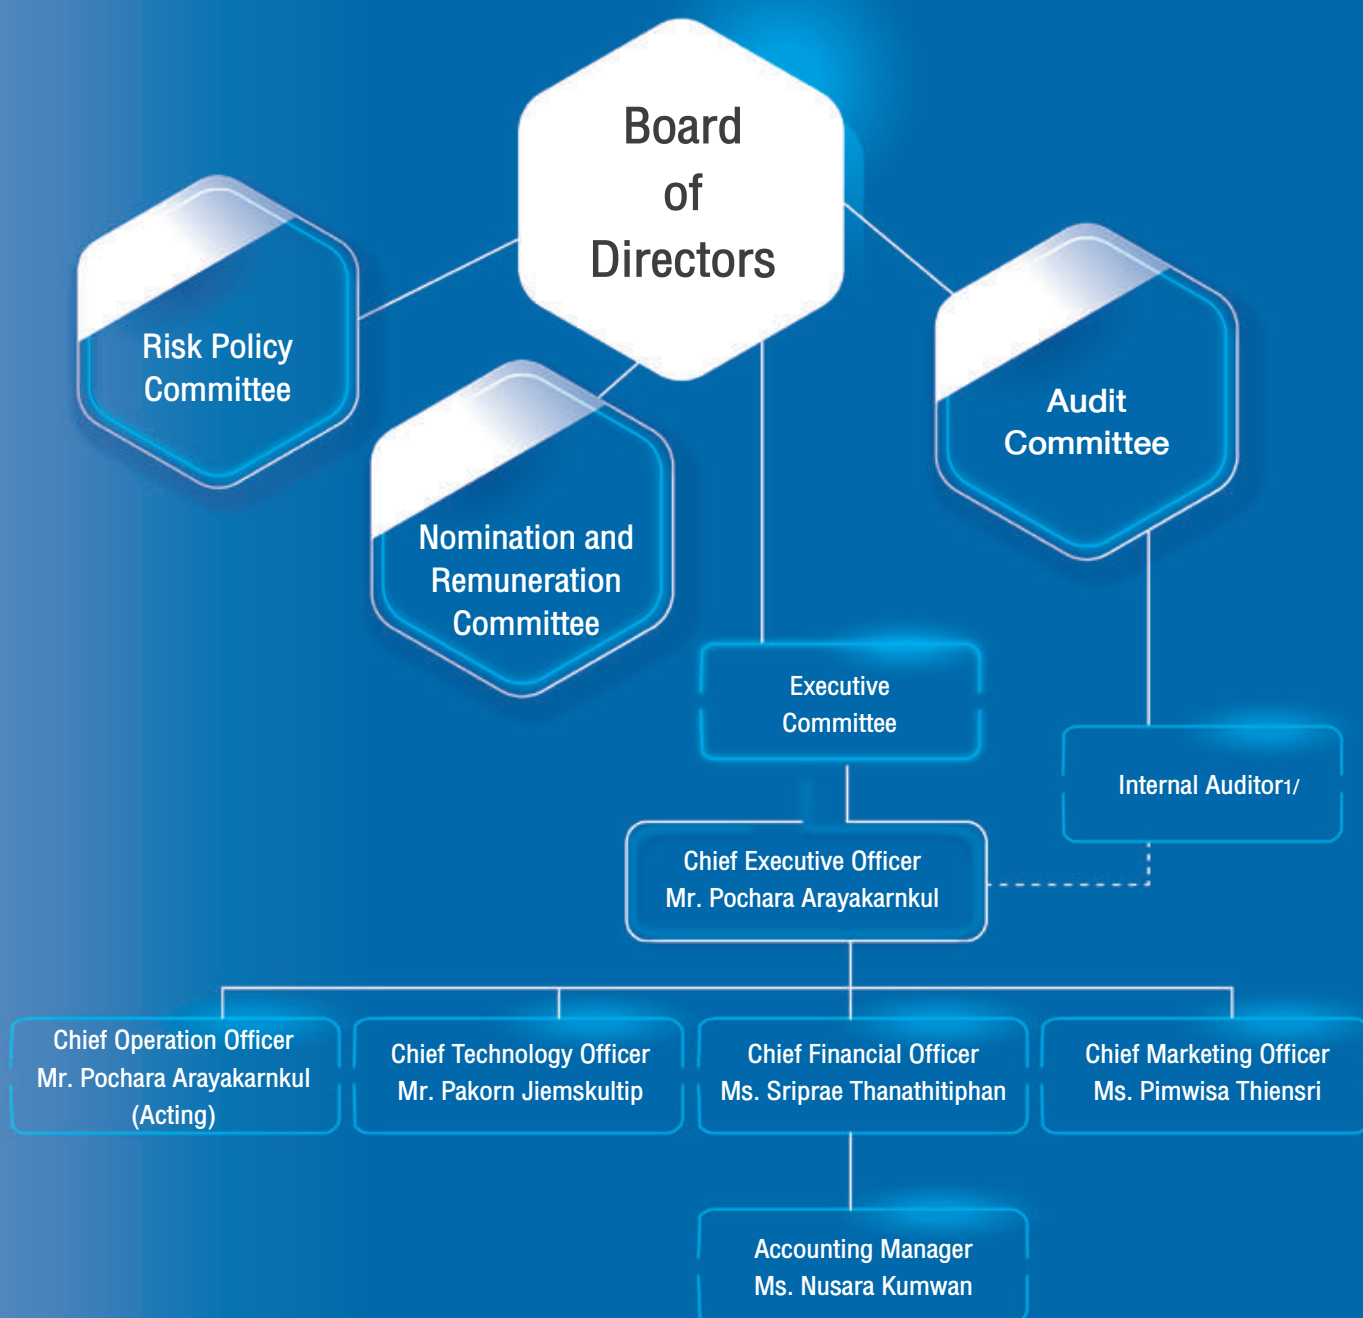 Board
of
Directors
Risk Policy
Committee
Audit
Committee
Nomination and
Remuneration
Committee
Executive
Committee
Internal Auditor1/
Chief Executive Officer
Mr. Pochara Arayakarnkul
Chief Operation Officer
Mr. Pochara Arayakarnkul
(Acting)
Chief Technology Officer
Mr. Pakorn Jiemskultip
Chief Financial Officer
Ms. Sriprae Thanathitiphan
Chief Marketing Officer
Ms. Pimwisa Thiensri
Accounting Manager
Ms. Nusara Kumwan